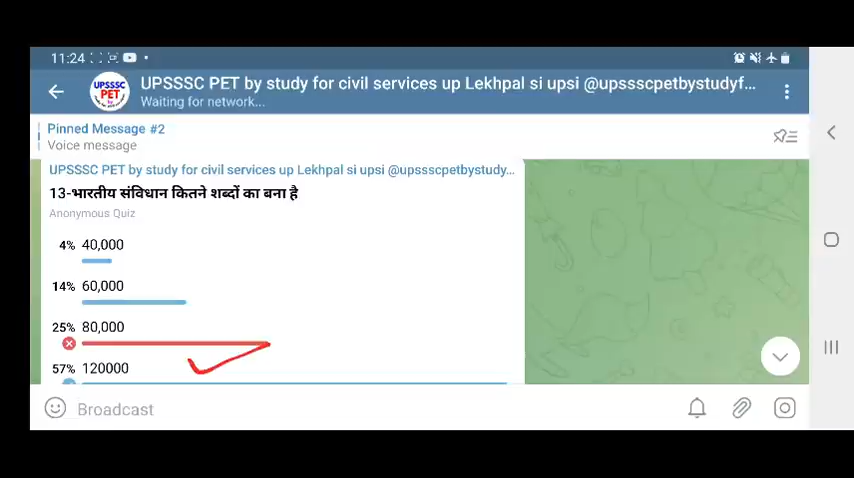 11:24
UPSSSC PET by study for civil services up Lekhpal si upsi @upssscpetbystudyf...
UPSSSC
PET
Waiting for network...
Pinned Message #2
Voice message
UPSSSC PET by study for civil services up Lekhpal si upsi @upssscpetbystudy...
13-भारतीय संविधान कितने शब्दों का बना है
Anonymous Quiz
4% 40,000
14% 60,000
25% 80,000
57% 120000
Broadcast